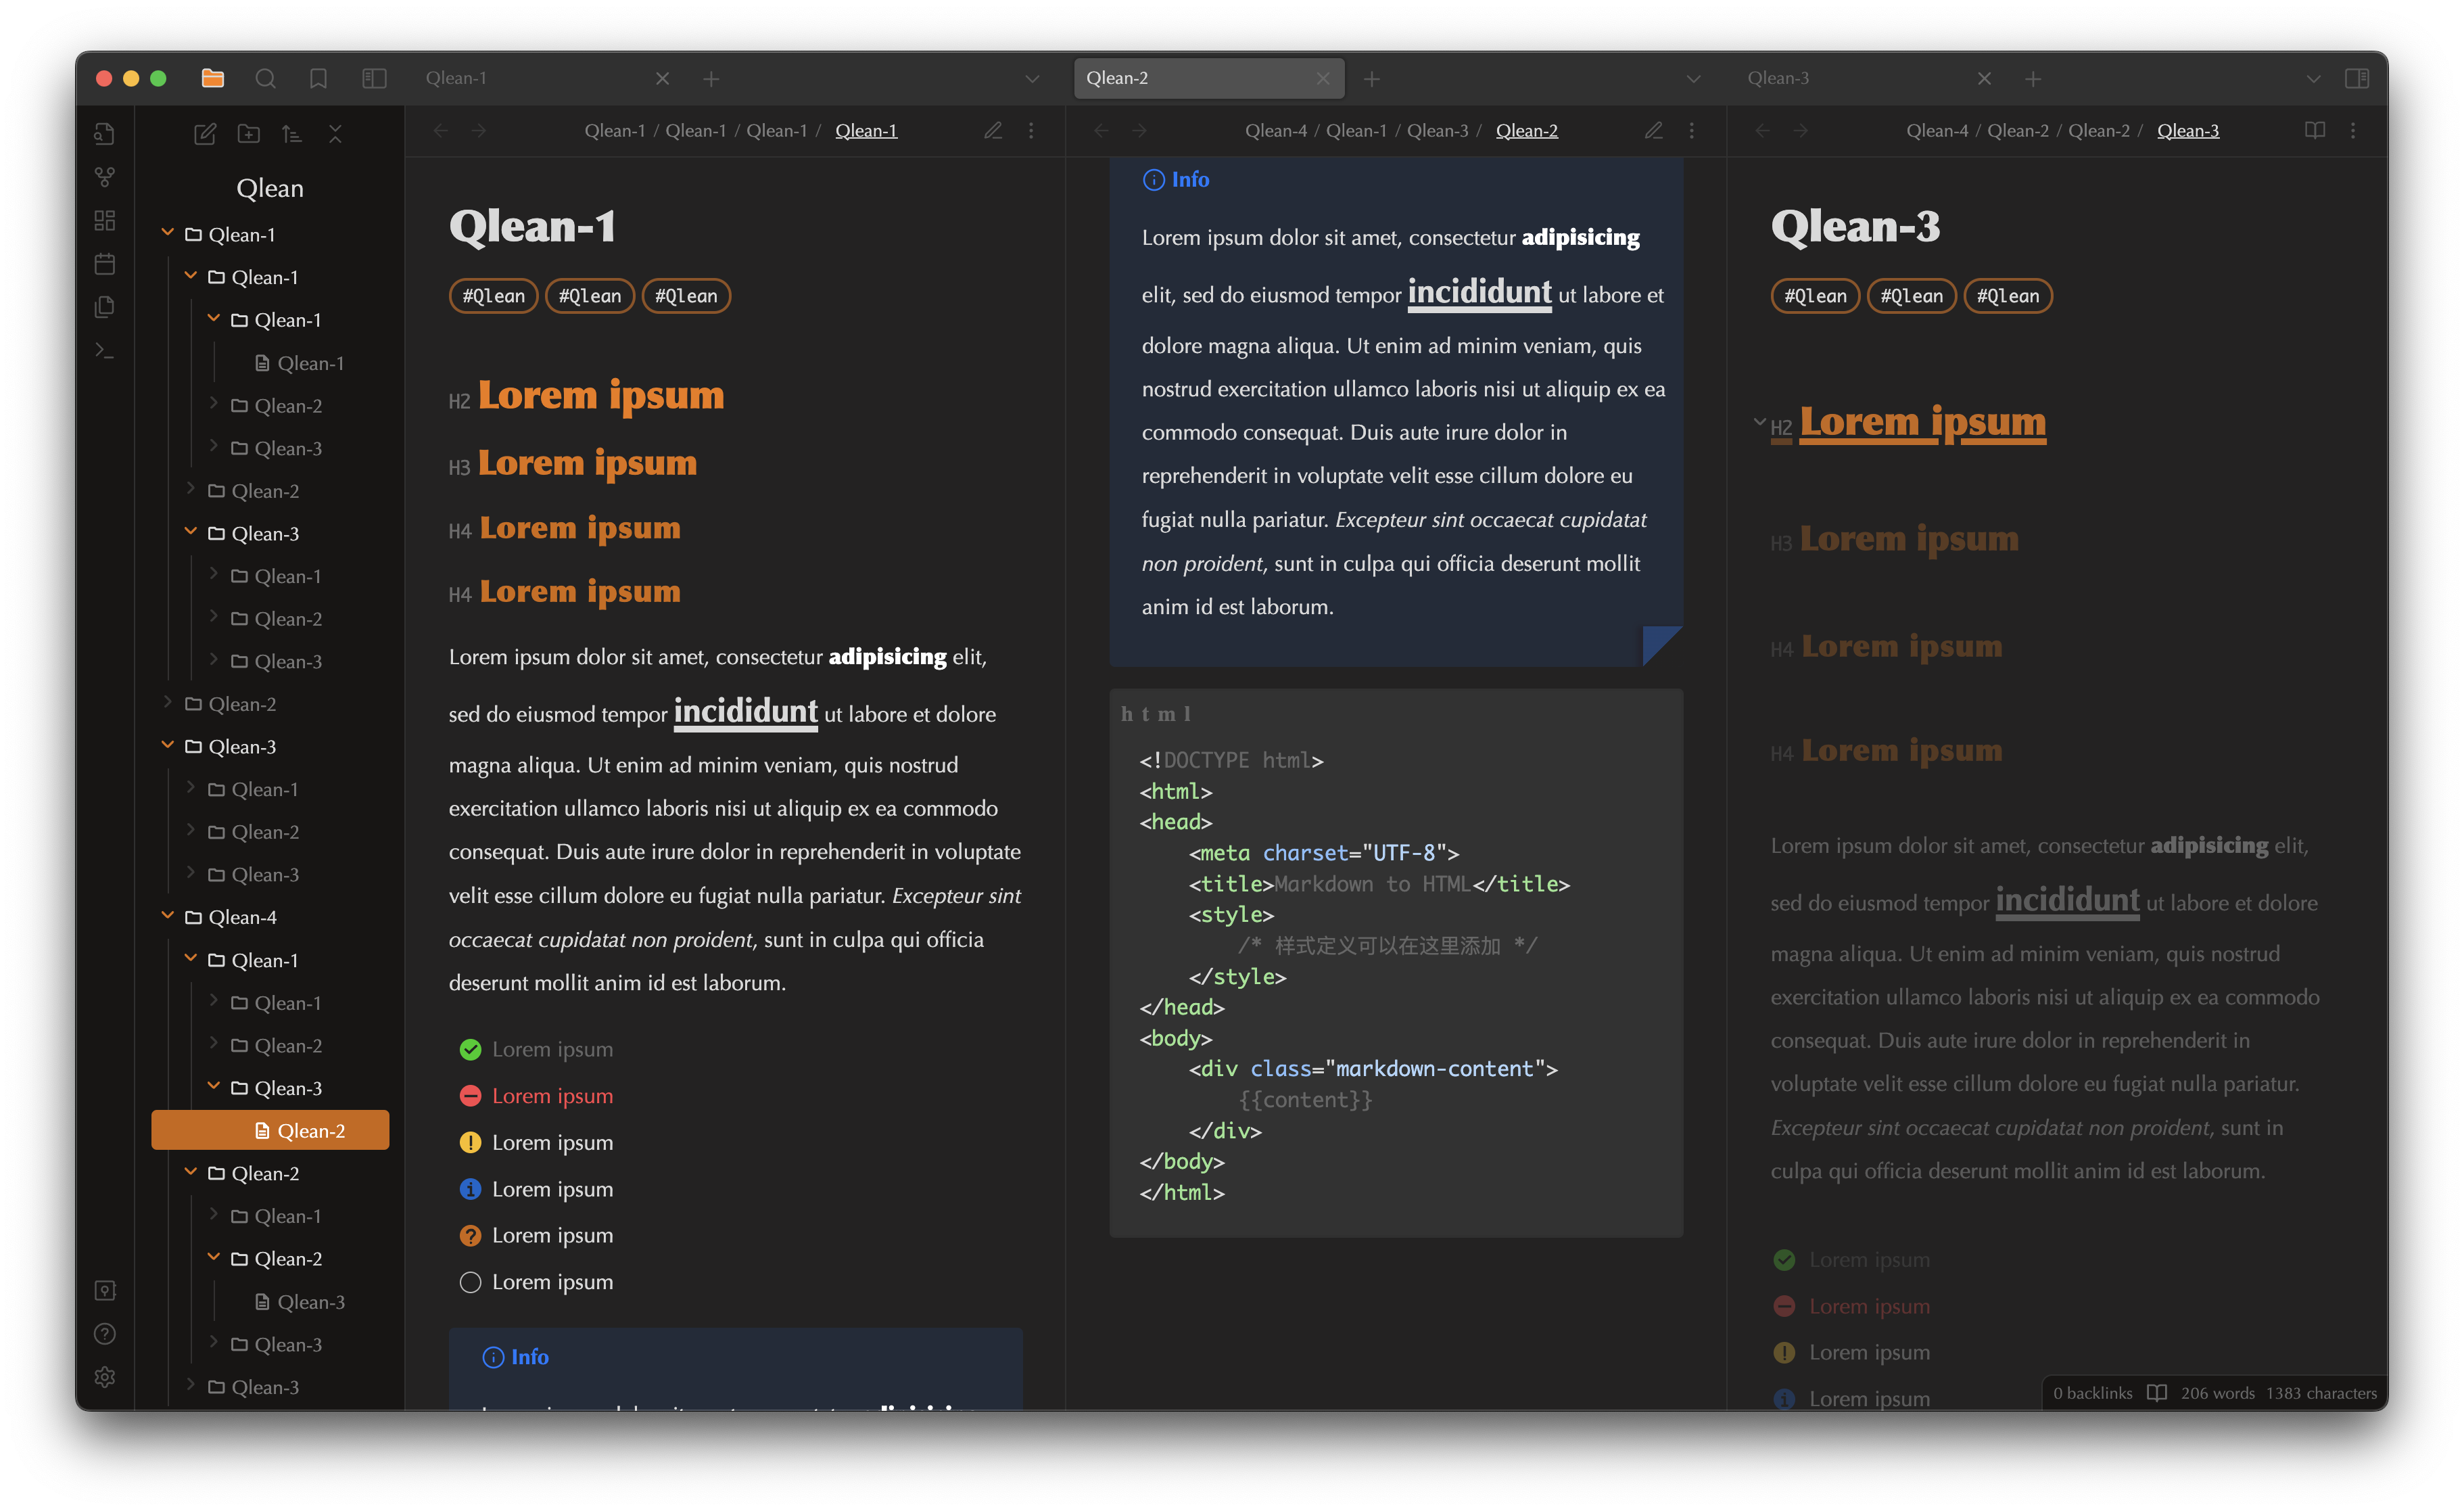 Qlean-1
Qlean-2
Qlean-3
Qlean
Qlean-1
Qlean-1
Qlean-1
Qlean-1
Qlean-2
Qlean-3
Qlean-2
Qlean-3
Qlean-1
Qlean-2
Qlean-3
Qlean-2
Qlean-3
Qlean-1
Qlean-2
Qlean-3
Qlean-4
Qlean-1
Qlean-1
Qlean-2
Qlean-3
Qlean-2
Qlean-2
Qlean-1
Qlean-2
Qlean-3
Qlean-3
Qlean-3
Qlean-1 / Qlean-1 / Qlean-1 / Qlean-1
Qlean-1
#Qlean #Qlean #Qlean
H2 Lorem ipsum
H3 Lorem ipsum
H4 Lorem ipsum
H4 Lorem ipsum
Lorem ipsum dolor sit amet, consectetur adipisicing elit,
sed do eiusmod tempor incididunt ut labore et dolore
magna aliqua. Ut enim ad minim veniam, quis nostrud
exercitation ullamco laboris nisi ut aliquip ex ea commodo
consequat. Duis aute irure dolor in reprehenderit in voluptate
velit esse cillum dolore eu fugiat nulla pariatur. Excepteur sint
occaecat cupidatat non proident, sunt in culpa qui officia
deserunt mollit anim id est laborum.
Lorem ipsum
Lorem ipsum
Lorem ipsum
Lorem ipsum
Lorem ipsum
Lorem ipsum
Info
Qlean-4 / Qlean-1 / Qlean-3 / Qlean-2
Info
Lorem ipsum dolor sit amet, consectetur adipisicing
elit, sed do eiusmod tempor incididunt ut labore et
dolore magna aliqua. Ut enim ad minim veniam, quis
nostrud exercitation ullamco laboris nisi ut aliquip ex ea
commodo consequat. Duis aute irure dolor in
reprehenderit in voluptate velit esse cillum dolore eu
fugiat nulla pariatur. Excepteur sint occaecat cupidatat
non proident, sunt in culpa qui officia deserunt mollit
anim id est laborum.
html
<!DOCTYPE html>
<html>
<head>
<meta charset="UTF-8">
<title>Markdown to HTML</title>
<style>
/* 样式定义可以在这里添加 */
</style>
</head>
<body>
<div class="markdown-content">
{{content}}
</div>
</body>
</html>
Qlean-4 / Qlean-2 / Qlean-2 / Qlean-3
Qlean-3
#Qlean #Qlean #Qlean
H2 Lorem ipsum
H3 Lorem ipsum
H4 Lorem ipsum
H4 Lorem ipsum
Lorem ipsum dolor sit amet, consectetur adipisicing elit,
sed do eiusmod tempor incididunt ut labore et dolore
magna aliqua. Ut enim ad minim veniam, quis nostrud
exercitation ullamco laboris nisi ut aliquip ex ea commodo
consequat. Duis aute irure dolor in reprehenderit in
voluptate velit esse cillum dolore eu fugiat nulla pariatur.
Excepteur sint occaecat cupidatat non proident, sunt in
culpa qui officia deserunt mollit anim id est laborum.
Lorem ipsum
Lorem ipsum
Lorem ipsum
Lorem ipsum
0 backlinks 206 words 1383 characters